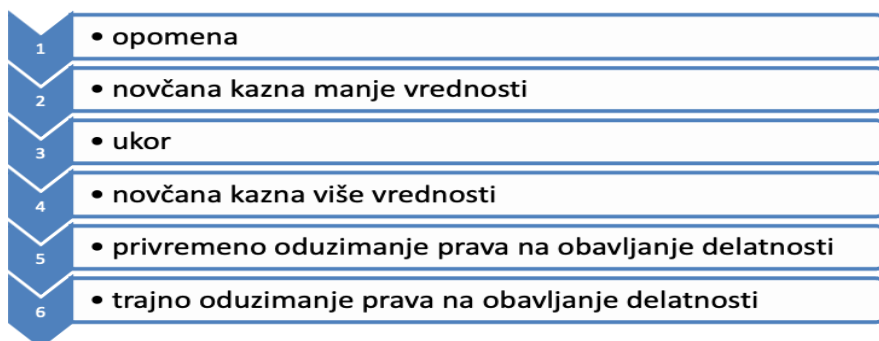 1 • opomena
2 • novčana kazna manje vrednosti
3 • ukor
4 • novčana kazna više vrednosti
5 • privremeno oduzimanje prava na obavljanje delatnosti
6 • trajno oduzimanje prava na obavljanje delatnosti